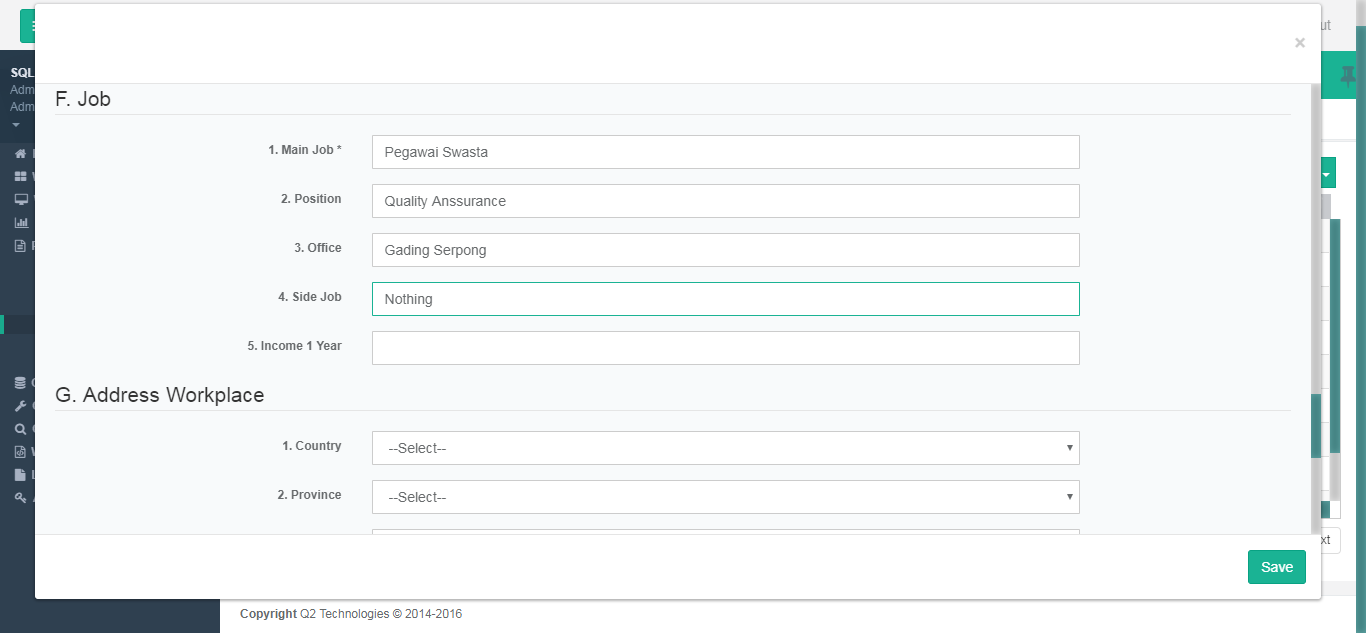 ×
SQL
Adm
Adm
F. Job
1. Main Job *
Pegawai Swasta
2. Position
Quality Anssurance
3. Office
Gading Serpong
4. Side Job
Nothing
5. Income 1 Year
G. Address Workplace
1. Country
--Select--
2. Province
--Select--
Save
Copyright Q2 Technologies © 2014-2016